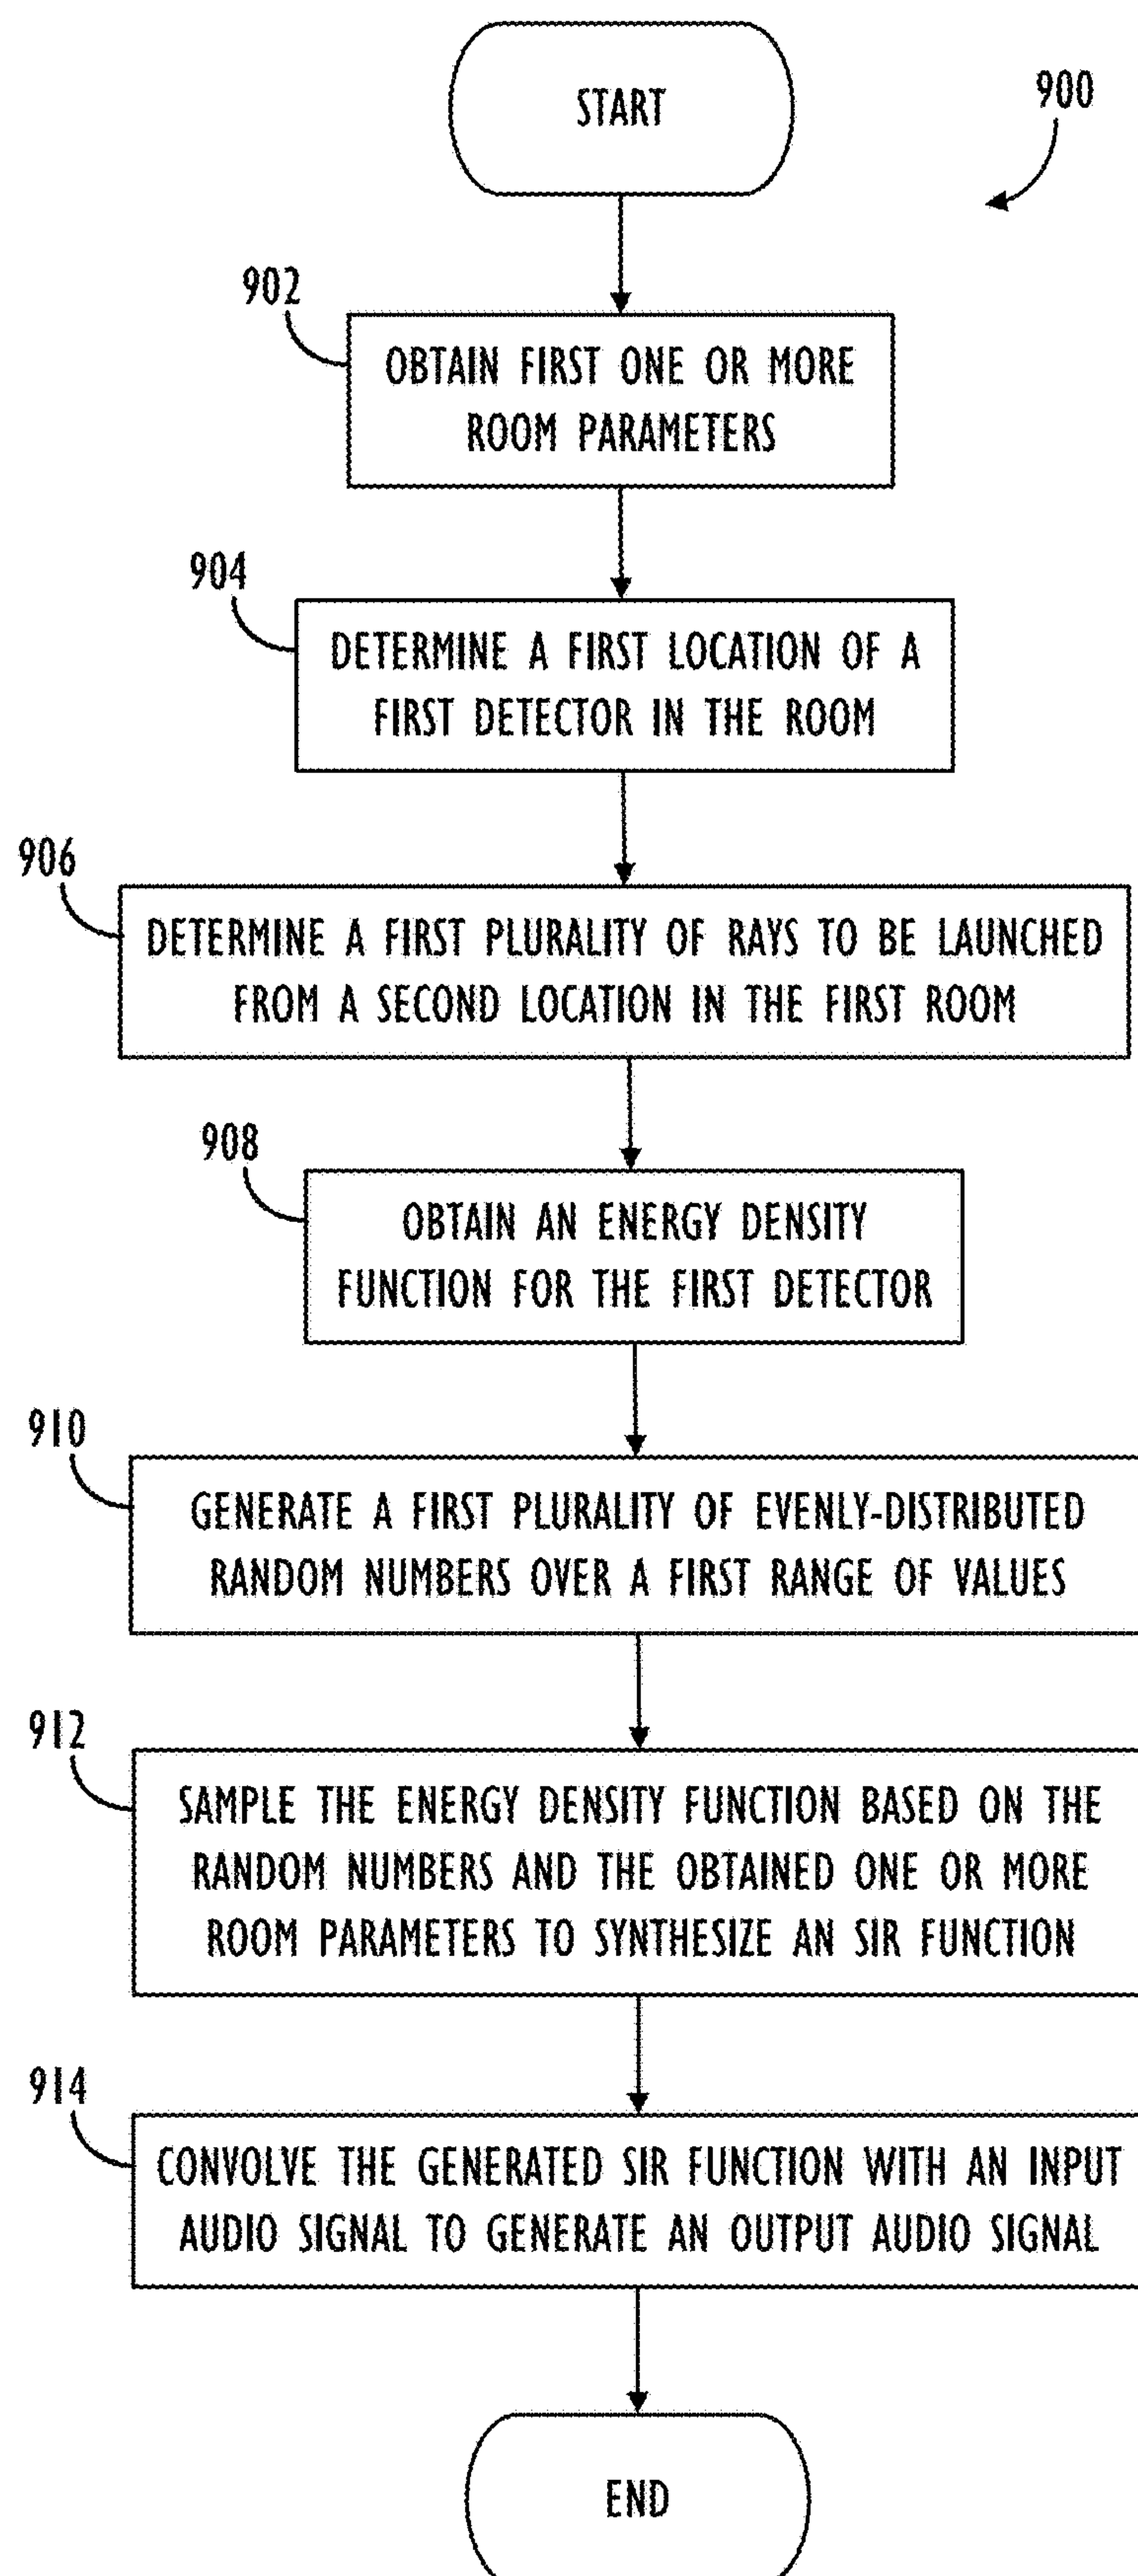 START
900
902
OBTAIN FIRST ONE OR MORE
ROOM PARAMETERS
904
DETERMINE A FIRST LOCATION OF A
FIRST DETECTOR IN THE ROOM
906
DETERMINE A FIRST PLURALITY OF RAYS TO BE LAUNCHED
FROM A SECOND LOCATION IN THE FIRST ROOM
908
OBTAIN AN ENERGY DENSITY
FUNCTION FOR THE FIRST DETECTOR
910
GENERATE A FIRST PLURALITY OF EVENLY-DISTRIBUTED
RANDOM NUMBERS OVER A FIRST RANGE OF VALUES
912
SAMPLE THE ENERGY DENSITY FUNCTION BASED ON THE
RANDOM NUMBERS AND THE OBTAINED ONE OR MORE
ROOM PARAMETERS TO SYNTHESIZE AN SIR FUNCTION
914
CONVOLVE THE GENERATED SIR FUNCTION WITH AN INPUT
AUDIO SIGNAL TO GENERATE AN OUTPUT AUDIO SIGNAL
END